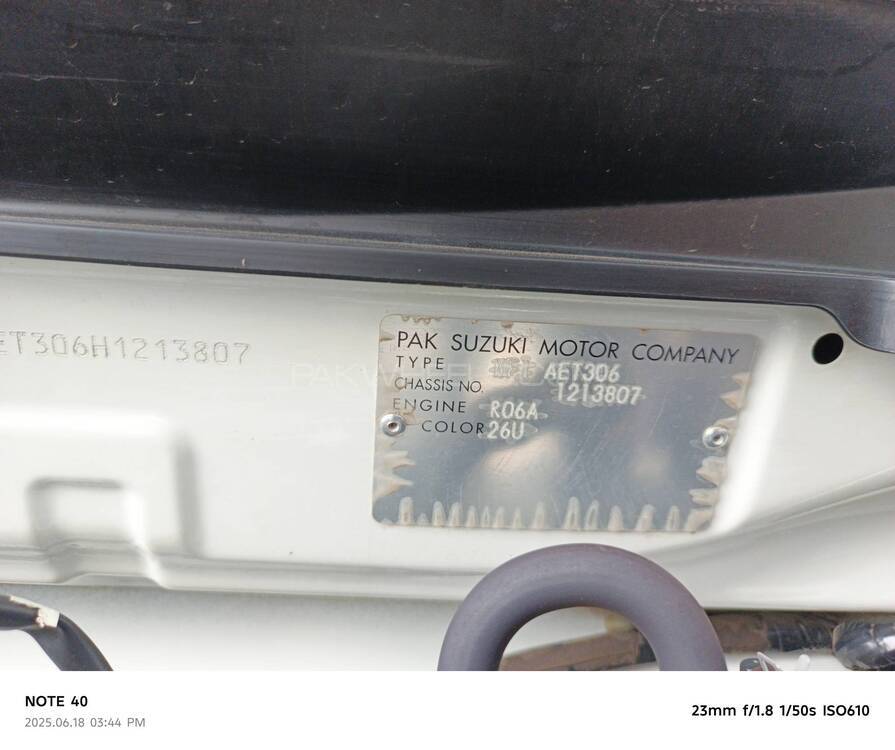 ET306H1213807
PAK SUZUKI MOTOR COMPANY
TYPE AET306
CHASSIS NO. 1213807
ENGINE R06A
COLOR 26U
NOTE 40
2025.06.18 03:44 PM
23mm f/1.8 1/50s ISO610